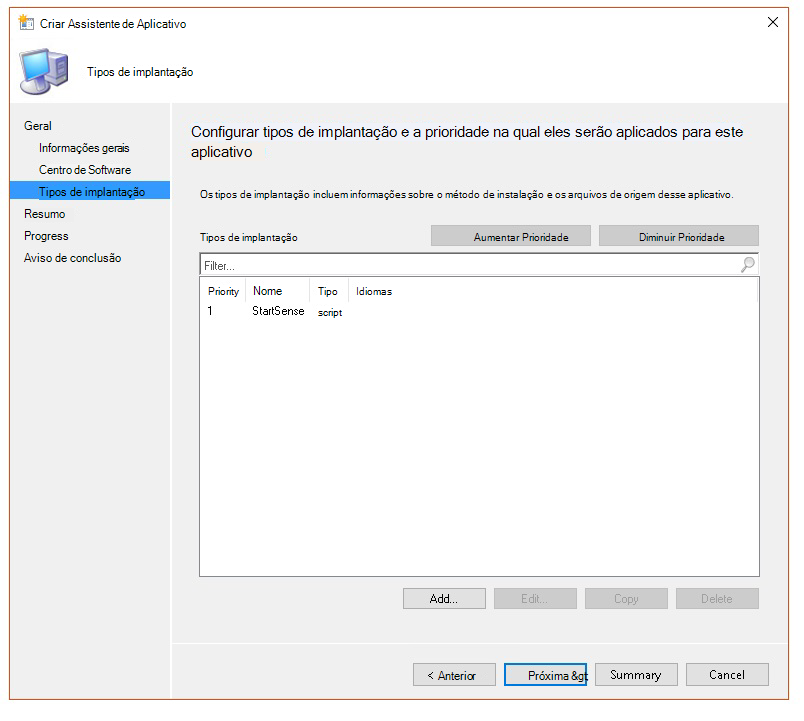 Criar Assistente de Aplicativo
Tipos de implantação
Geral
Informações gerais
Centro de Software
Tipos de implantação
Resumo
Progress
Aviso de conclusão
Configurar tipos de implantação e a prioridade na qual eles serão aplicados para este
aplicativo
Os tipos de implantação incluem informações sobre o método de instalação e os arquivos de origem desse aplicativo.
Tipos de implantação
Aumentar Prioridade
Diminuir Prioridade
Filter...
Priority Nome Tipo Idiomas
1 StartSense script
Add... Edit... Copy Delete
< Anterior Próxima &gt; Summary Cancel